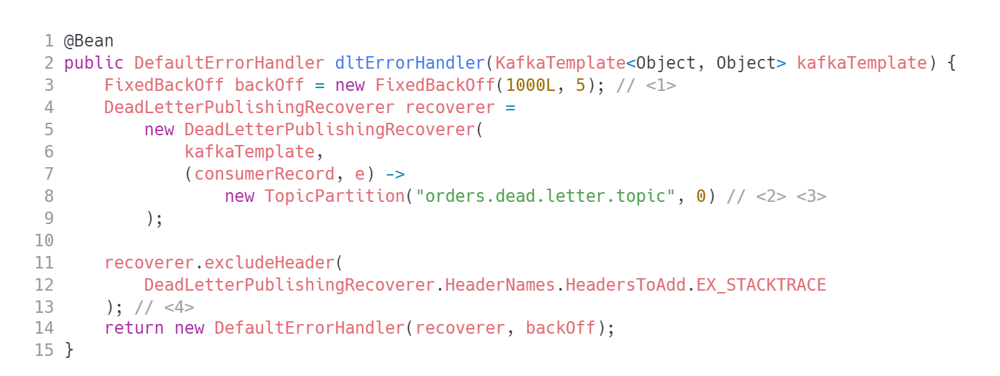 1 @Bean
2 public DefaultErrorHandler dltErrorHandler(KafkaTemplate<Object, Object> kafkaTemplate) {
3     FixedBackOff backOff = new FixedBackOff(1000L, 5); // <1>
4     DeadLetterPublishingRecoverer recoverer =
5         new DeadLetterPublishingRecoverer(
6             kafkaTemplate,
7             (consumerRecord, e) ->
8                 new TopicPartition("orders.dead.letter.topic", 0) // <2> <3>
9         );
10
11     recoverer.excludeHeader(
12         DeadLetterPublishingRecoverer.HeaderNames.HeadersToAdd.EX_STACKTRACE
13     ); // <4>
14     return new DefaultErrorHandler(recoverer, backOff);
15 }